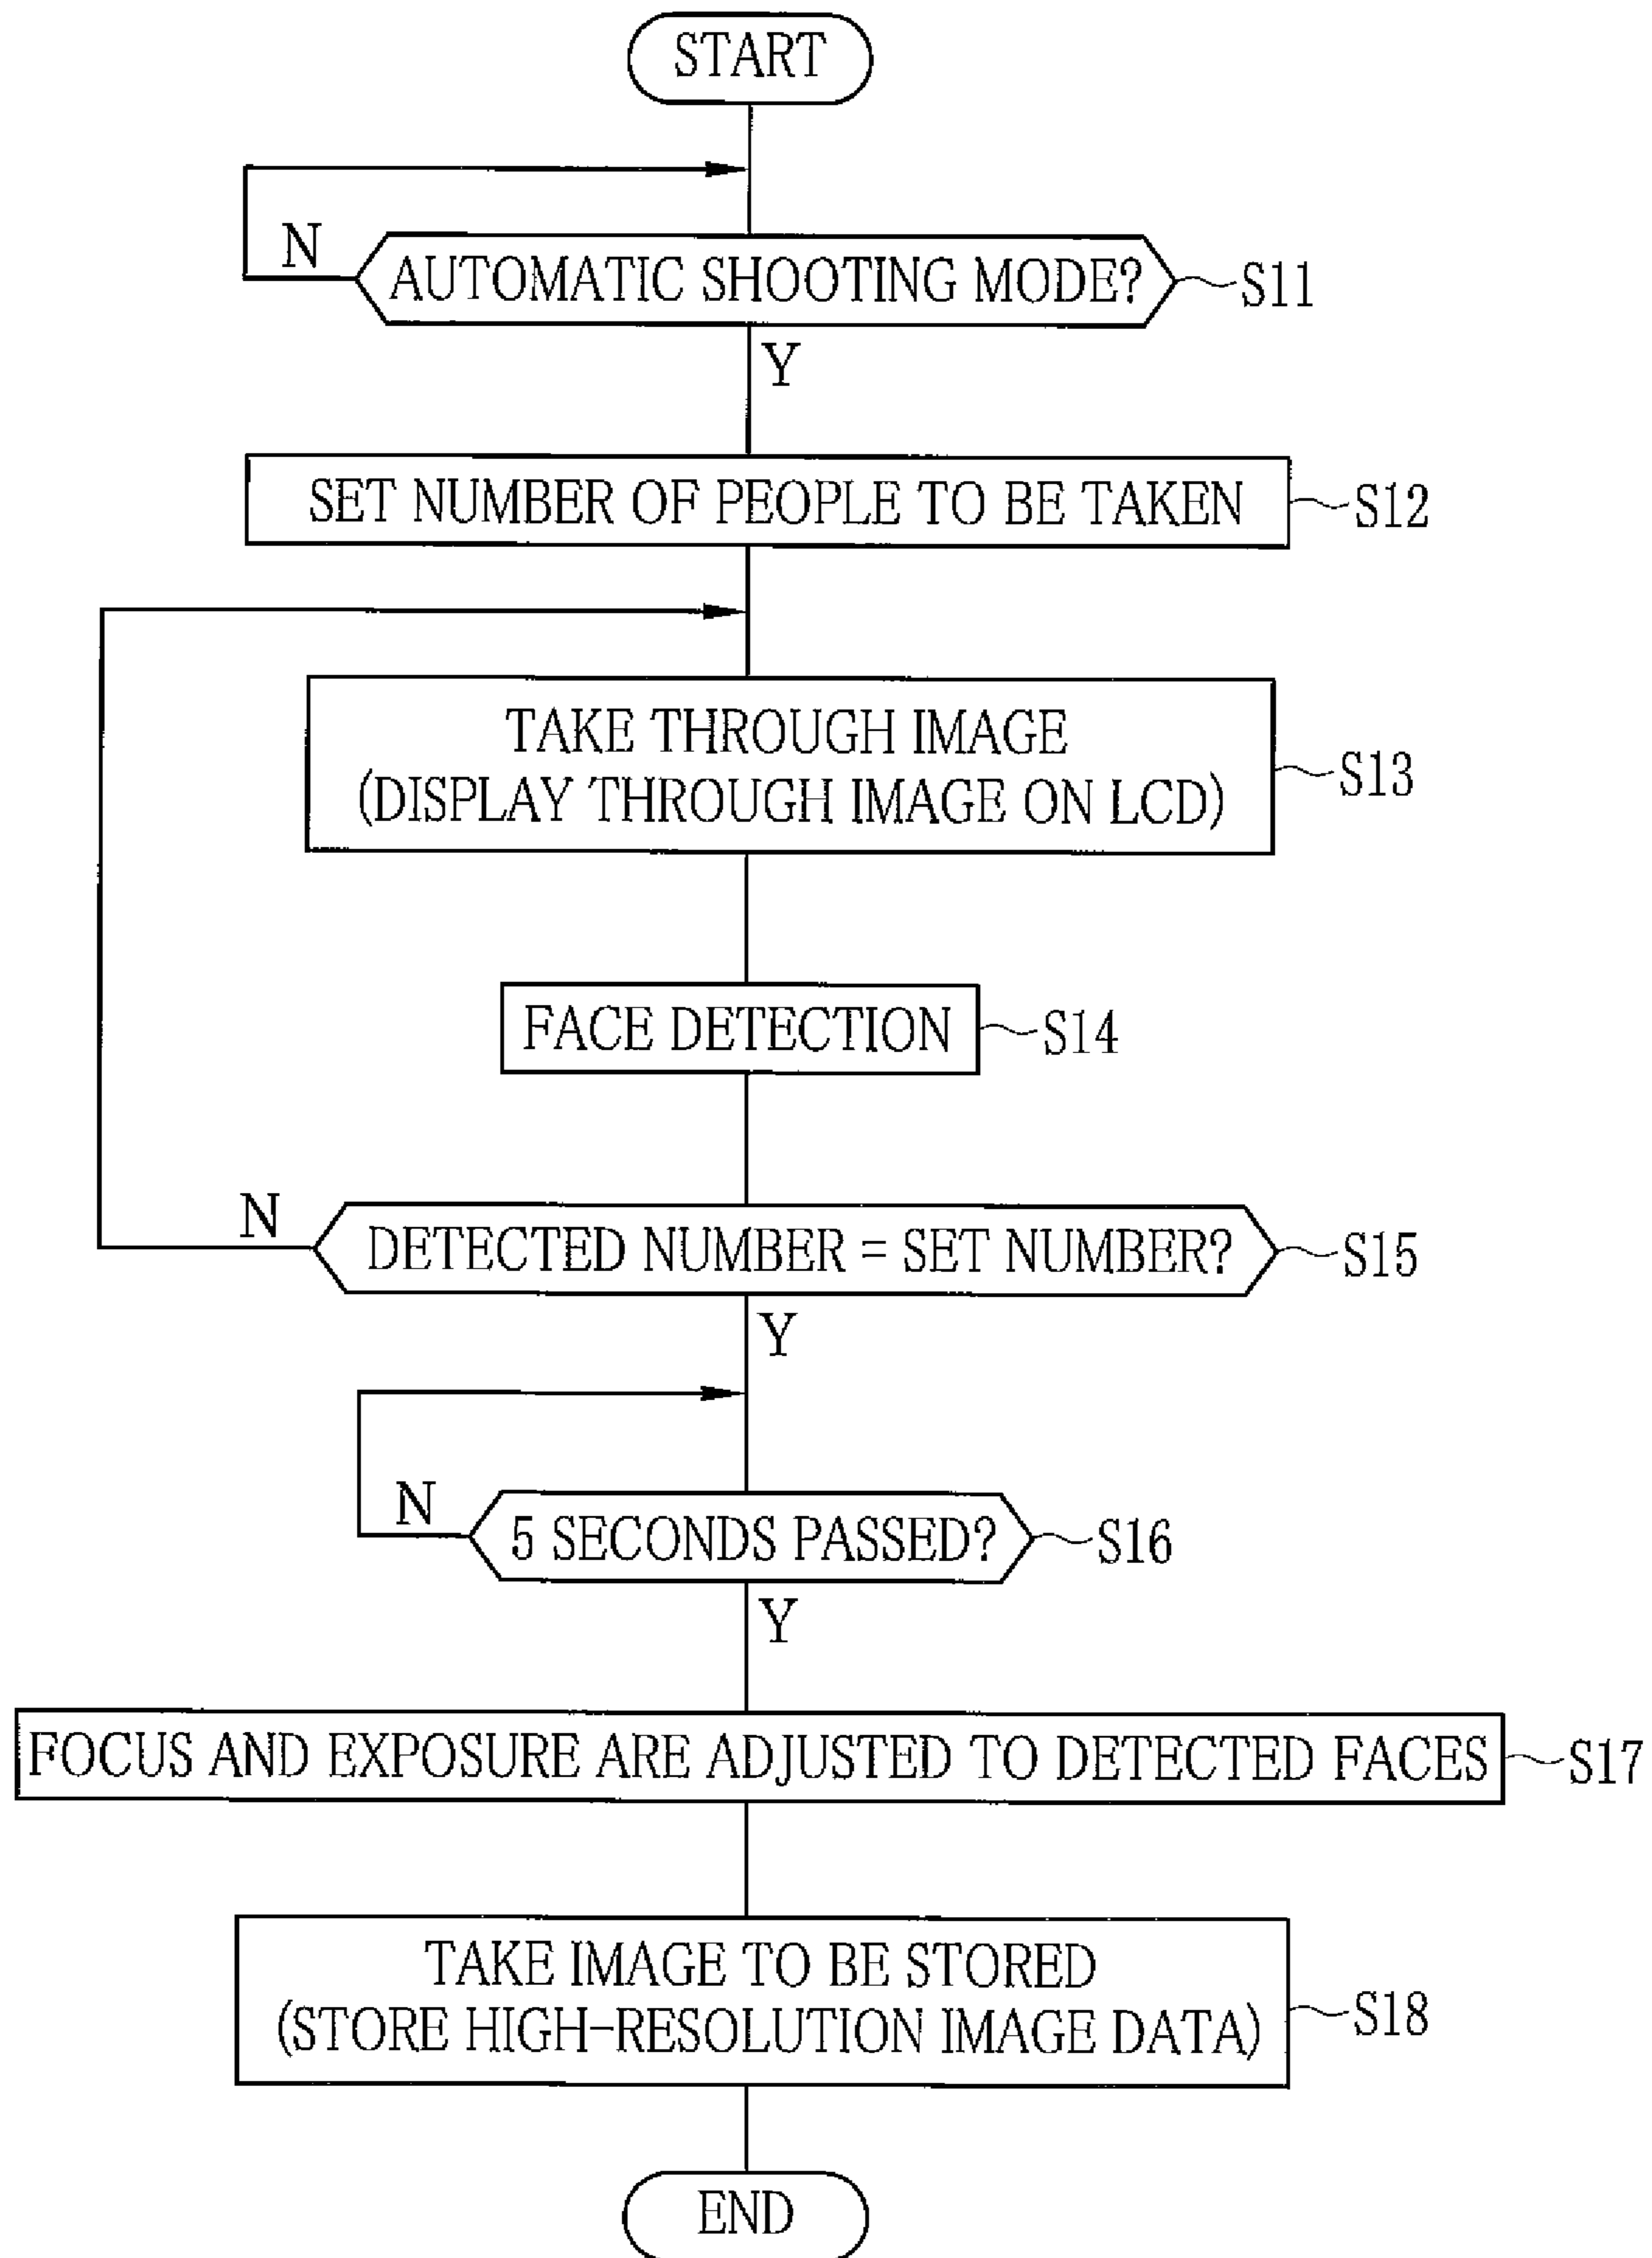 START
N
AUTOMATIC SHOOTING MODE?
S11
Y
SET NUMBER OF PEOPLE TO BE TAKEN
S12
TAKE THROUGH IMAGE
(DISPLAY THROUGH IMAGE ON LCD)
S13
FACE DETECTION
S14
N
DETECTED NUMBER = SET NUMBER?
S15
Y
N
5 SECONDS PASSED?
S16
Y
FOCUS AND EXPOSURE ARE ADJUSTED TO DETECTED FACES
S17
TAKE IMAGE TO BE STORED
(STORE HIGH-RESOLUTION IMAGE DATA)
S18
END